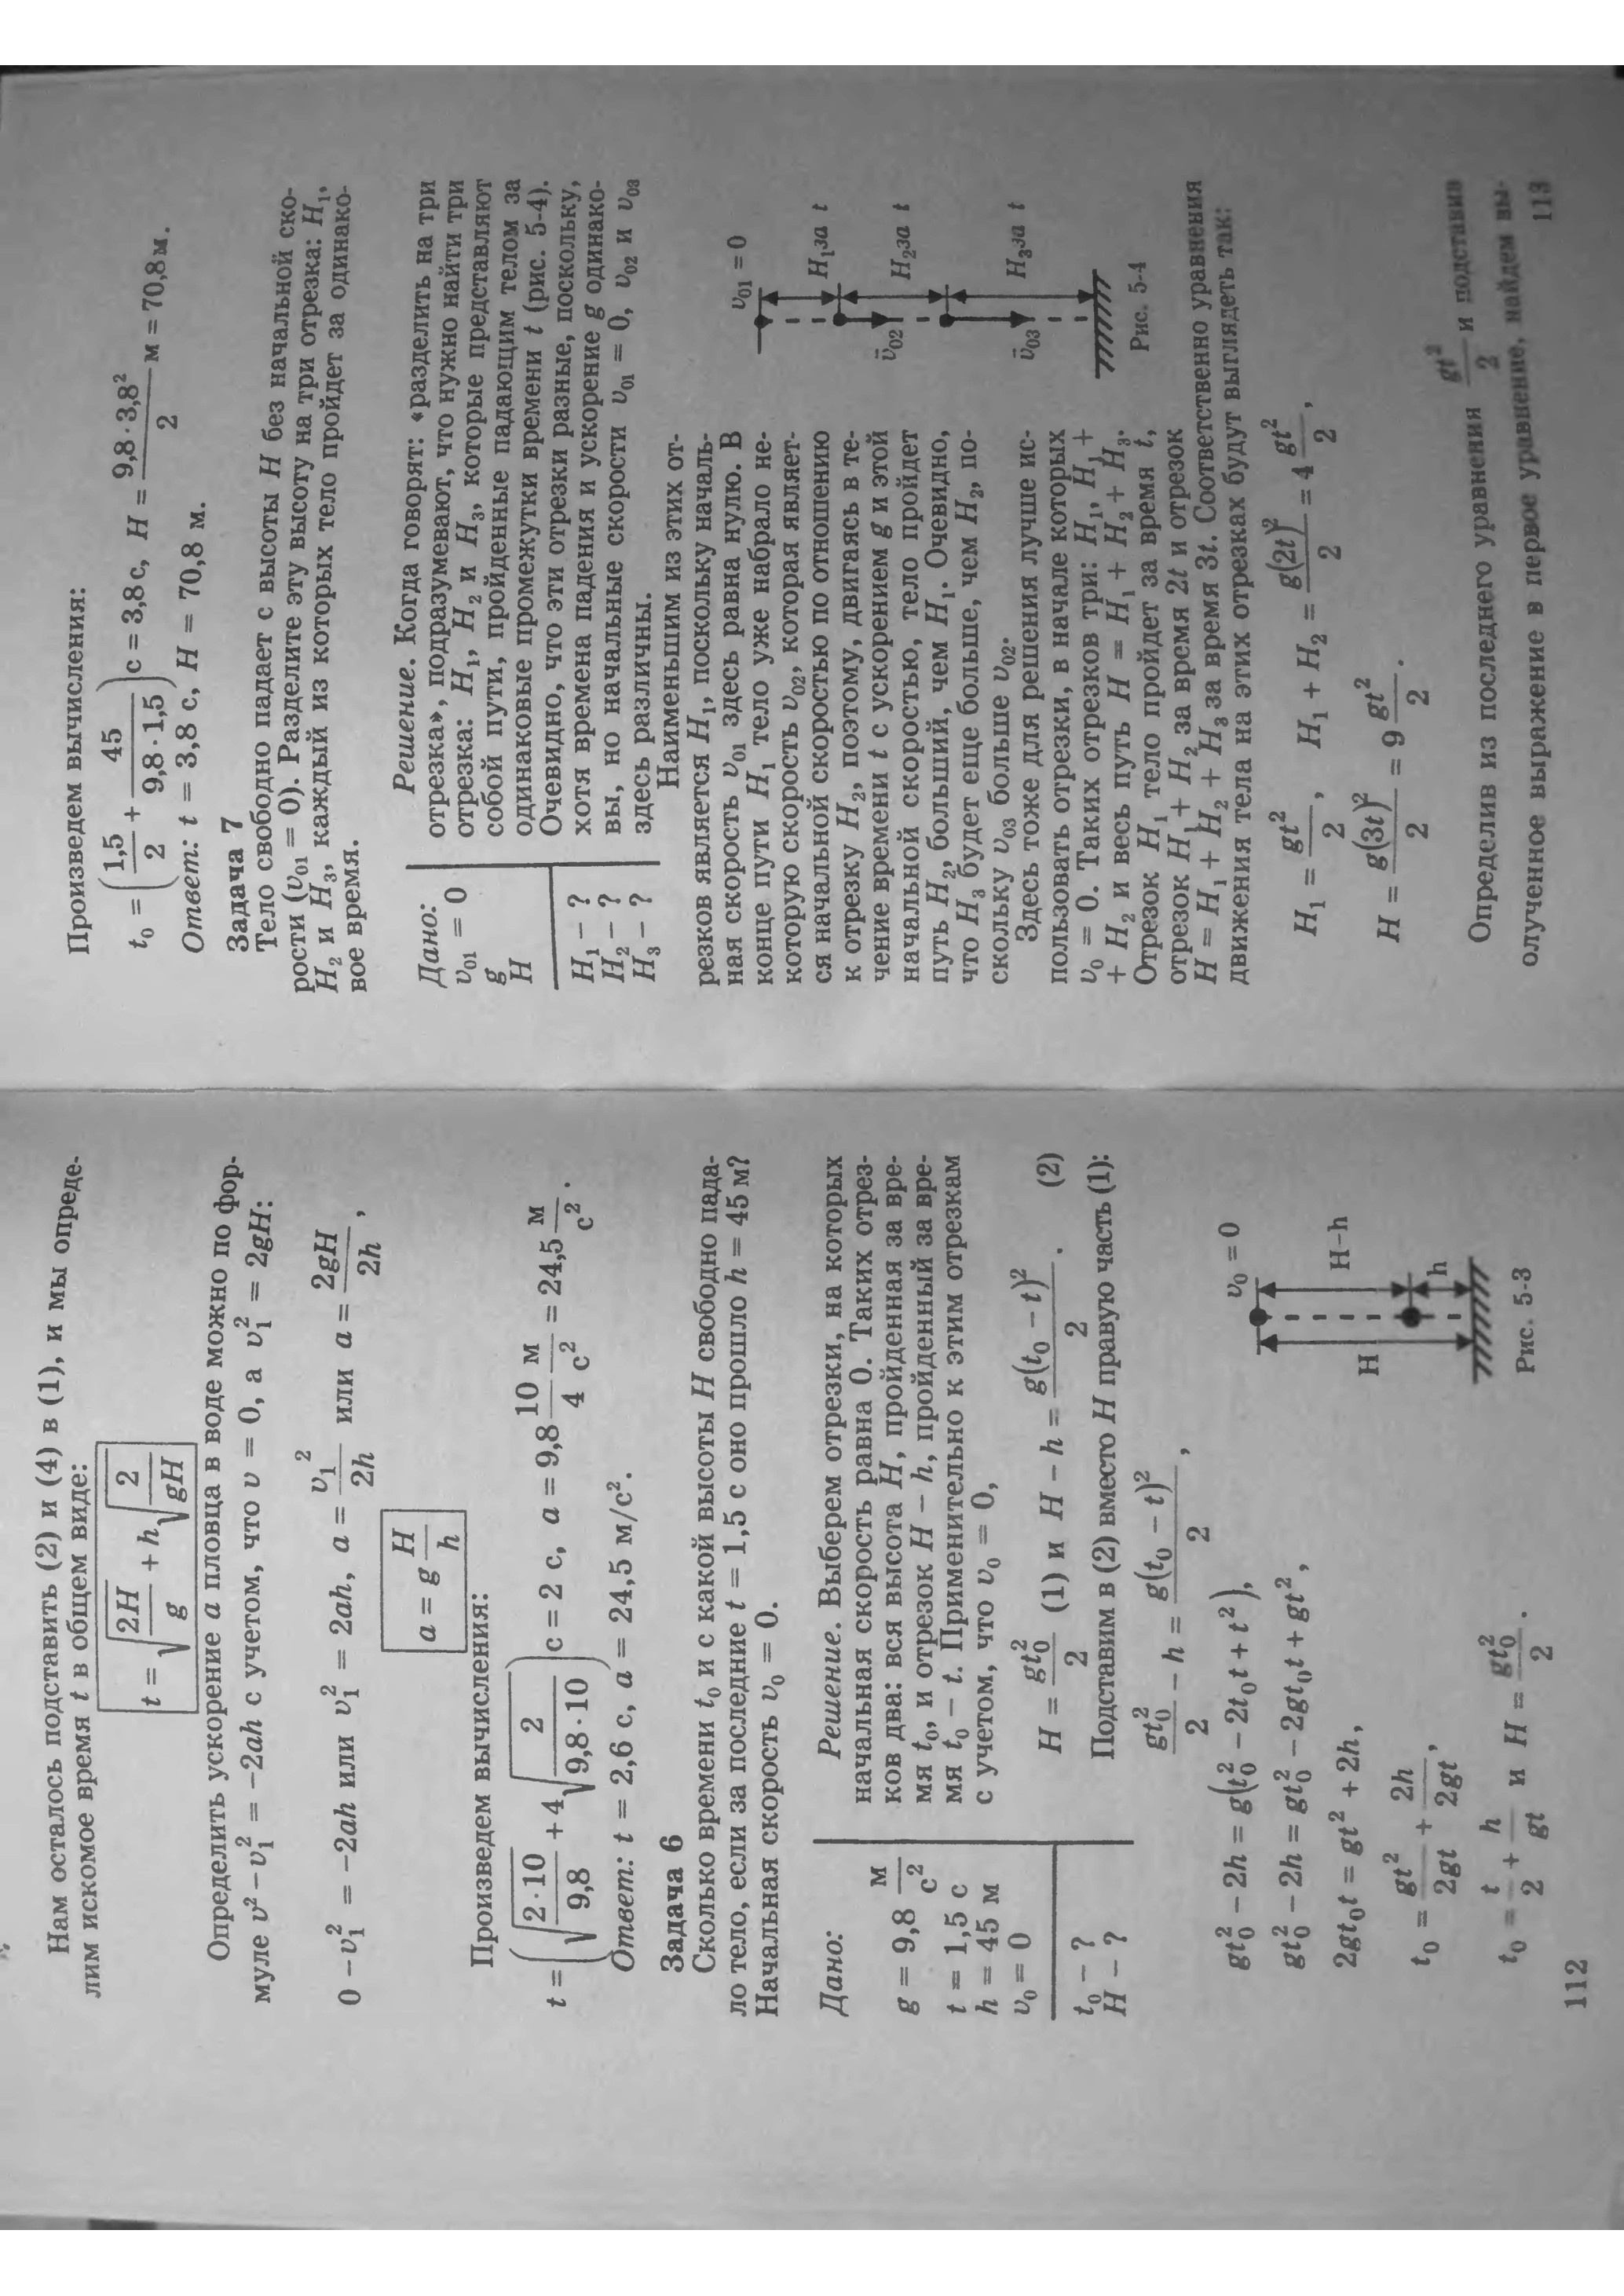 Нам осталось подставить (2) и (4) в (1), и мы опреде-
лим искомое время t в общем виде:
t = √(2H/g) + h√(2/gH)
Определить ускорение a пловца в воде можно по фор-
муле v² − v₁² = −2ah с учетом, что v = 0, а v₁² = 2gH:
0 − v₁² = −2ah или v₁² = 2ah, a = v₁²/2h или a = 2gH/2h,
a = g H/h
Произведем вычисления:
t = (√(2·10/9,8) + 4√(2/9,8·10)) с = 2 с, a = 9,8 10/4 м/с² = 24,5 м/с².
Ответ: t = 2,6 с, a = 24,5 м/с².
Задача 6
Сколько времени t₀ и с какой высоты H свободно пада-
ло тело, если за последние t = 1,5 с оно прошло h = 45 м?
Начальная скорость v₀ = 0.
Дано:
g = 9,8 м/с²
t = 1,5 с
h = 45 м
v₀ = 0
t₀ − ?
H − ?
Решение. Выберем отрезки, на которых
начальная скорость равна 0. Таких отрез-
ков два: вся высота H, пройденная за вре-
мя t₀, и отрезок H − h, пройденный за вре-
мя t₀ − t. Применительно к этим отрезкам
с учетом, что v₀ = 0,
H = gt₀²/2 (1) и H − h = g(t₀ − t)²/2. (2)
Подставим в (2) вместо H правую часть (1):
gt₀²/2 − h = g(t₀ − t)²/2,
gt₀² − 2h = g(t₀² − 2t₀t + t²),
gt₀² − 2h = gt₀² − 2gt₀t + gt²,
2gt₀t = gt² + 2h,
t₀ = gt²/2gt + 2h/2gt,
t₀ = t/2 + h/gt и H = gt₀²/2.
v₀ = 0
H
H−h
h
Рис. 5-3
112
Произведем вычисления:
t₀ = (1,5/2 + 45/9,8·1,5) с = 3,8 с, H = 9,8·3,8²/2 м = 70,8 м.
Ответ: t = 3,8 с, H = 70,8 м.
Задача 7
Тело свободно падает с высоты H без начальной ско-
рости (v₀₁ = 0). Разделите эту высоту на три отрезка: H₁,
H₂ и H₃, каждый из которых тело пройдет за одинако-
вое время.
Дано:
v₀₁ = 0
g
H
H₁ − ?
H₂ − ?
H₃ − ?
Решение. Когда говорят: «разделить на три
отрезка», подразумевают, что нужно найти три
отрезка: H₁, H₂ и H₃, которые представляют
собой пути, пройденные падающим телом за
одинаковые промежутки времени t (рис. 5-4).
Очевидно, что эти отрезки разные, поскольку,
хотя времена падения и ускорение g одинако-
вы, но начальные скорости v₀₁ = 0, v₀₂ и v₀₃
здесь различны.
Наименьшим из этих от-
резков является H₁, поскольку началь-
ная скорость v₀₁ здесь равна нулю. В
конце пути H₁ тело уже набрало не-
которую скорость v₀₂, которая являет-
ся начальной скоростью по отношению
к отрезку H₂, поэтому, двигаясь в те-
чение времени t с ускорением g и этой
начальной скоростью, тело пройдет
путь H₂, больший, чем H₁. Очевидно,
что H₃ будет еще больше, чем H₂, по-
скольку v₀₃ больше v₀₂.
Здесь тоже для решения лучше ис-
пользовать отрезки, в начале которых
v₀ = 0. Таких отрезков три: H₁, H₁ +
+ H₂ и весь путь H = H₁ + H₂ + H₃.
Отрезок H₁ тело пройдет за время t,
отрезок H₁ + H₂ за время 2t и отрезок
H = H₁ + H₂ + H₃ за время 3t. Соответственно уравнения
движения тела на этих отрезках будут выглядеть так:
v₀₁ = 0
H₁за t
v̄₀₂
H₂за t
v̄₀₃
H₃за t
Рис. 5-4
H₁ = gt²/2, H₁ + H₂ = g(2t)²/2 = 4 gt²/2,
H = g(3t)²/2 = 9 gt²/2.
Определив из последнего уравнения gt²/2 и подставив
олученное выражение в первое уравнение, найдем вы-
113